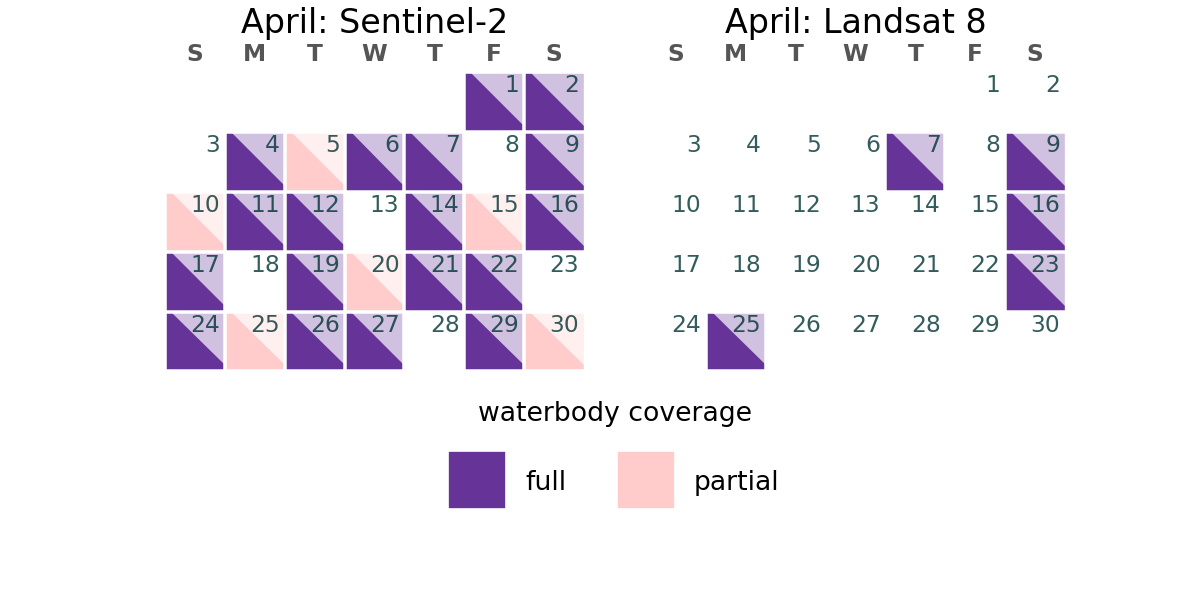 April: Sentinel-2
S M T W T F S
1 2
3 4 5 6 7 8 9
10 11 12 13 14 15 16
17 18 19 20 21 22 23
24 25 26 27 28 29 30
April: Landsat 8
S M T W T F S
1 2
3 4 5 6 7 8 9
10 11 12 13 14 15 16
17 18 19 20 21 22 23
24 25 26 27 28 29 30
waterbody coverage
full
partial